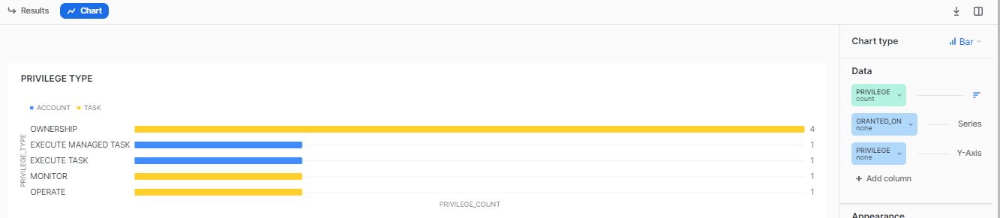 Results
Chart
Chart type
Bar
PRIVILEGE TYPE
ACCOUNT
TASK
PRIVILEGE_TYPE
OWNERSHIP 4
EXECUTE MANAGED TASK 1
EXECUTE TASK 1
MONITOR 1
OPERATE 1
PRIVILEGE_COUNT
Data
PRIVILEGE
count
GRANTED_ON
none
Series
PRIVILEGE
none
Y-Axis
+ Add column
Appearance